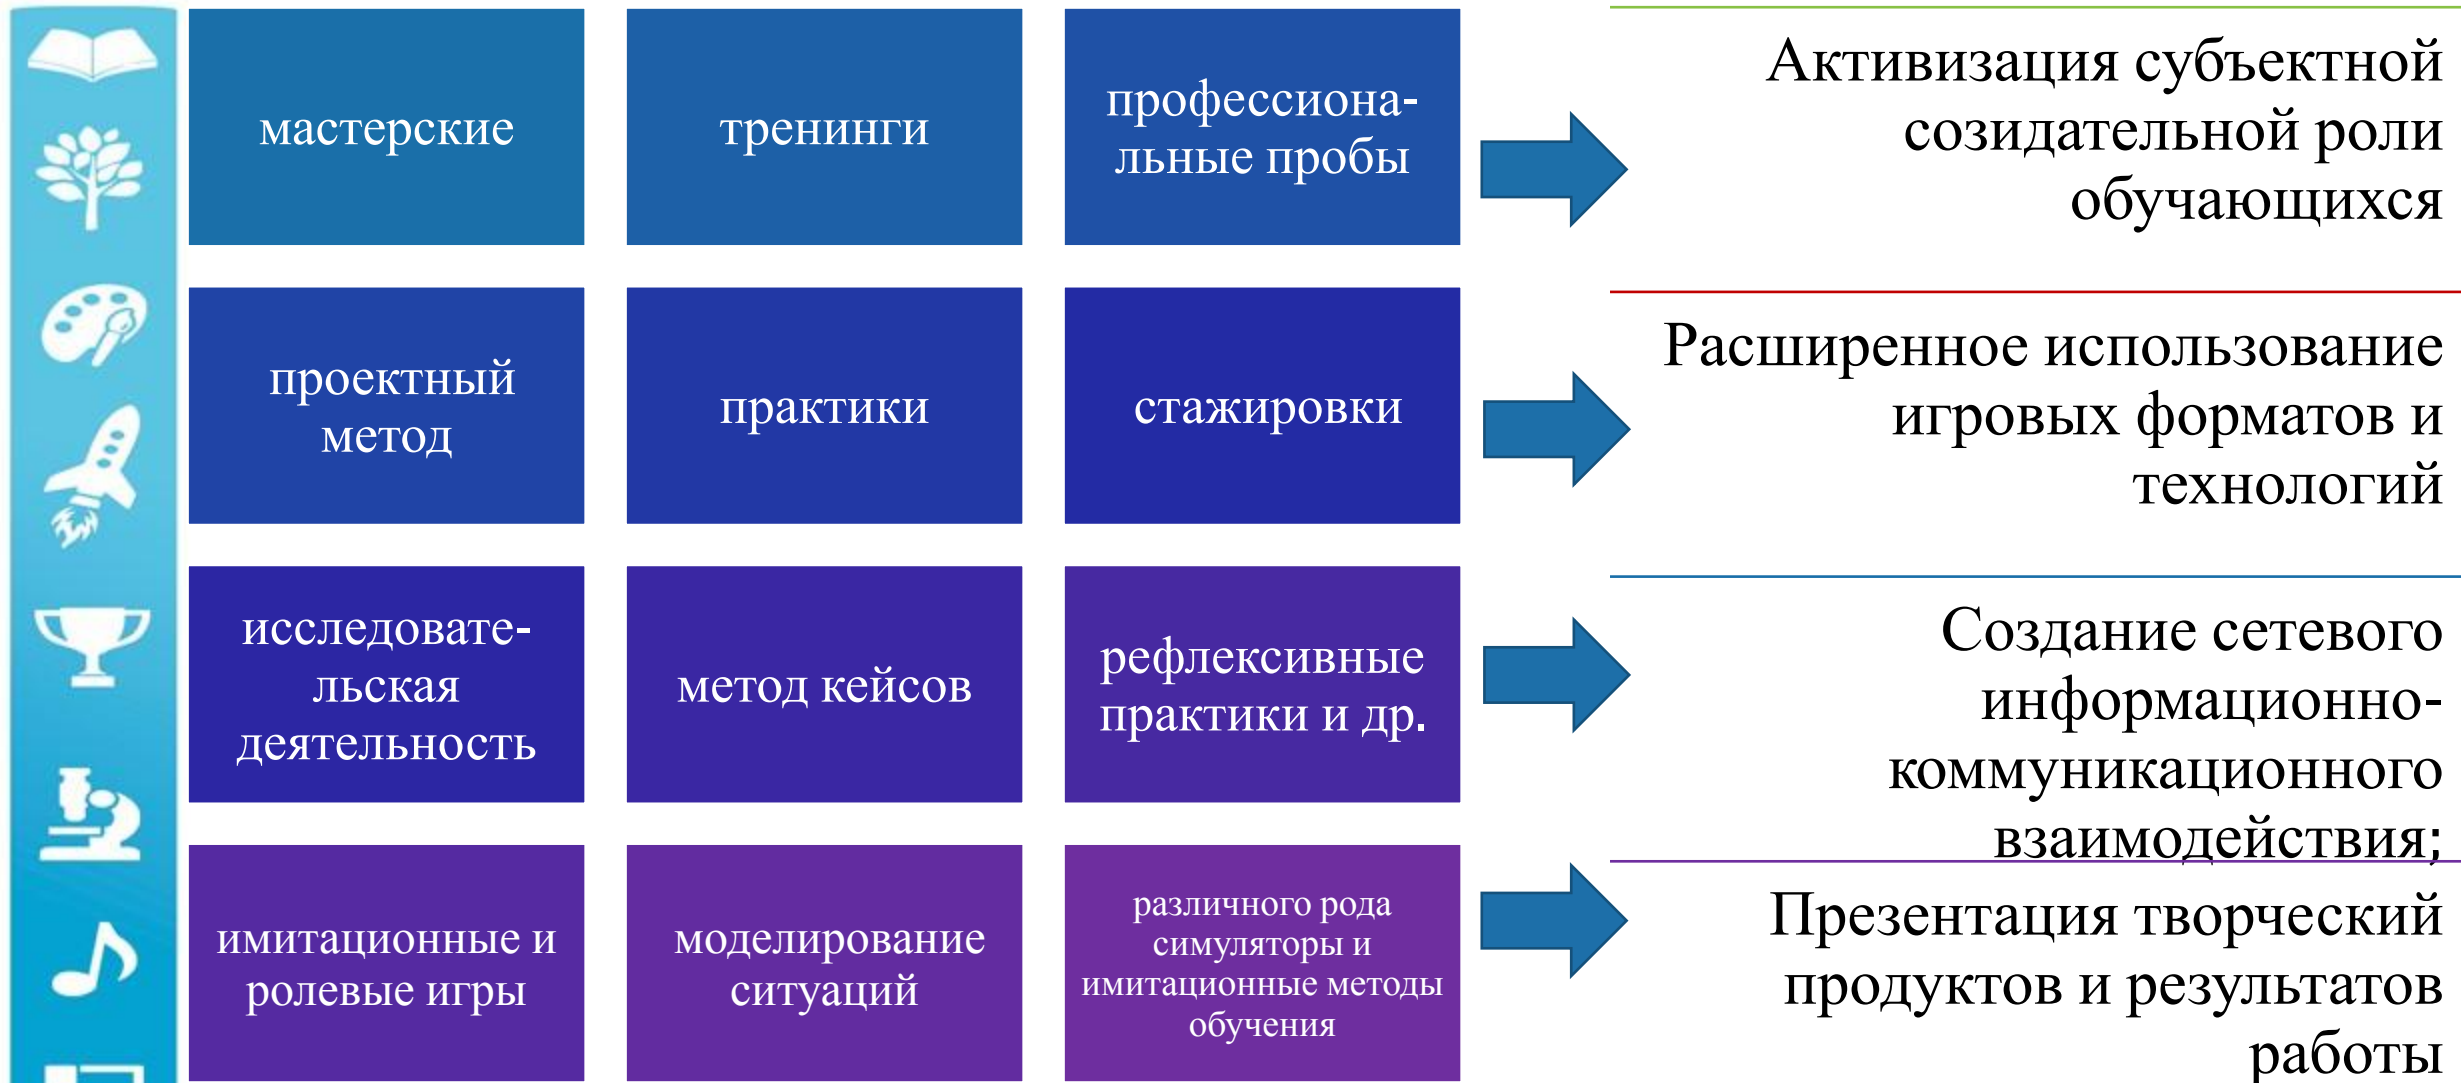 мастерские
тренинги
профессиона-
льные пробы
Активизация субъектной
созидательной роли
обучающихся
проектный
метод
практики
стажировки
Расширенное использование
игровых форматов и
технологий
исследовате-
льская
деятельность
метод кейсов
рефлексивные
практики и др.
Создание сетевого
информационно-
коммуникационного
взаимодействия;
имитационные и
ролевые игры
моделирование
ситуаций
различного рода
симуляторы и
имитационные методы
обучения
Презентация творческий
продуктов и результатов
работы